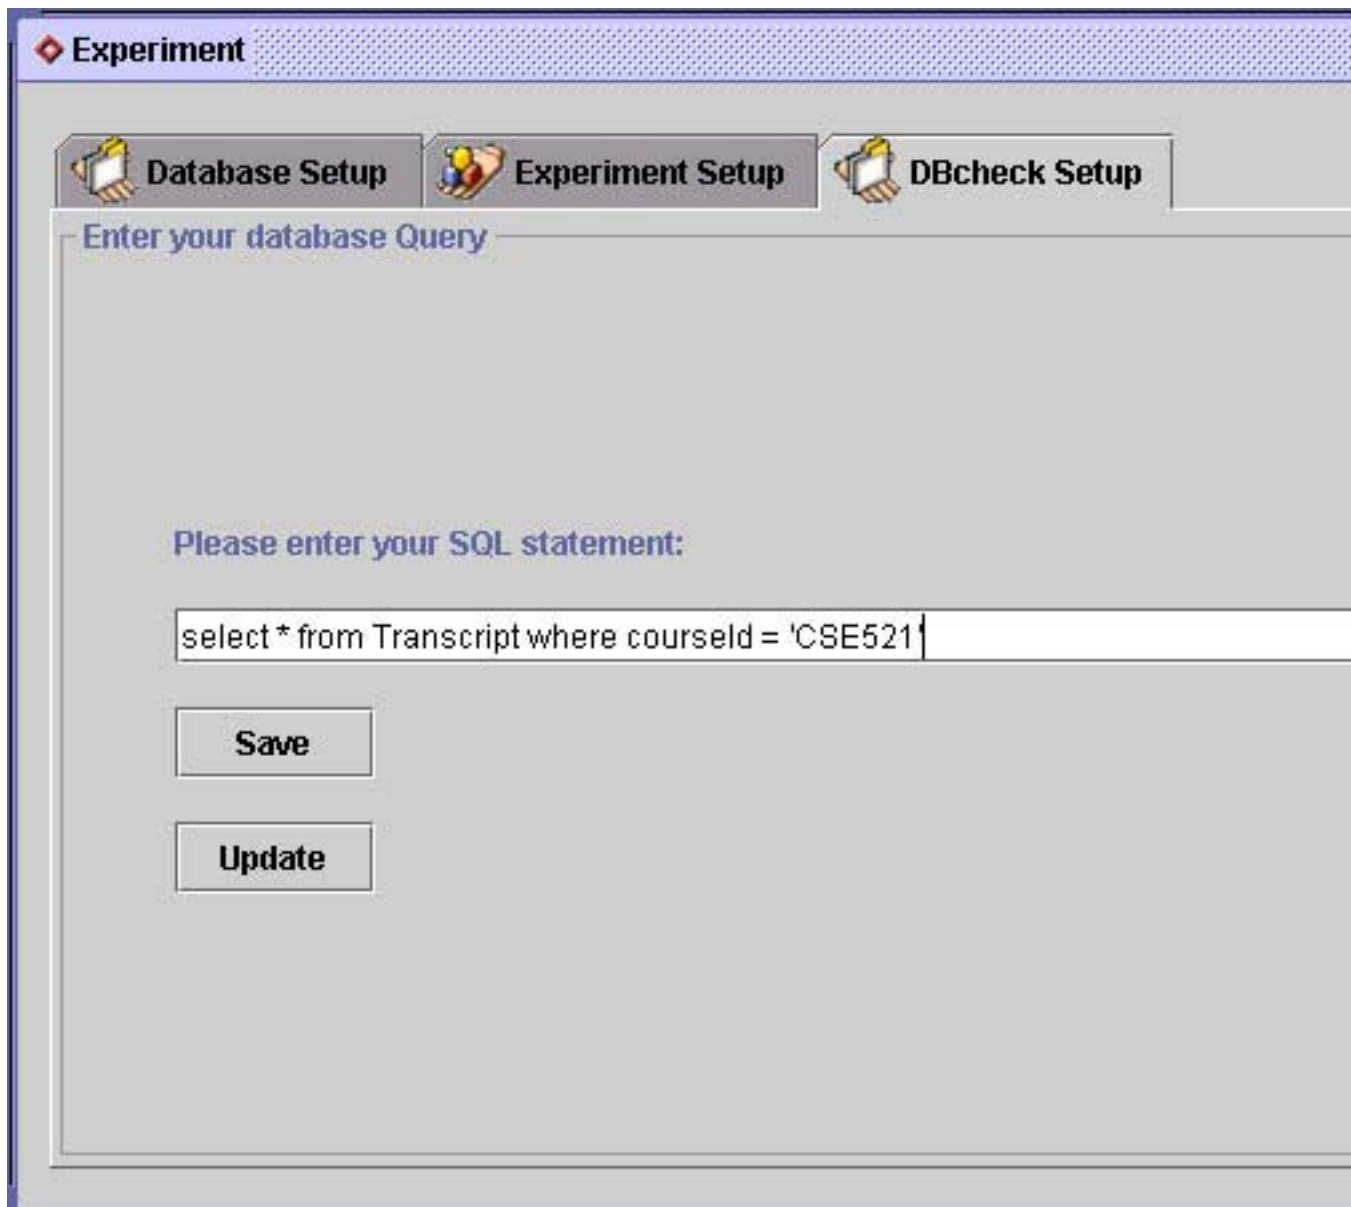 Experiment
Database Setup Experiment Setup DBcheck Setup
Enter your database Query
Please enter your SQL statement:
select * from Transcript where courseId = 'CSE521'
Save
Update